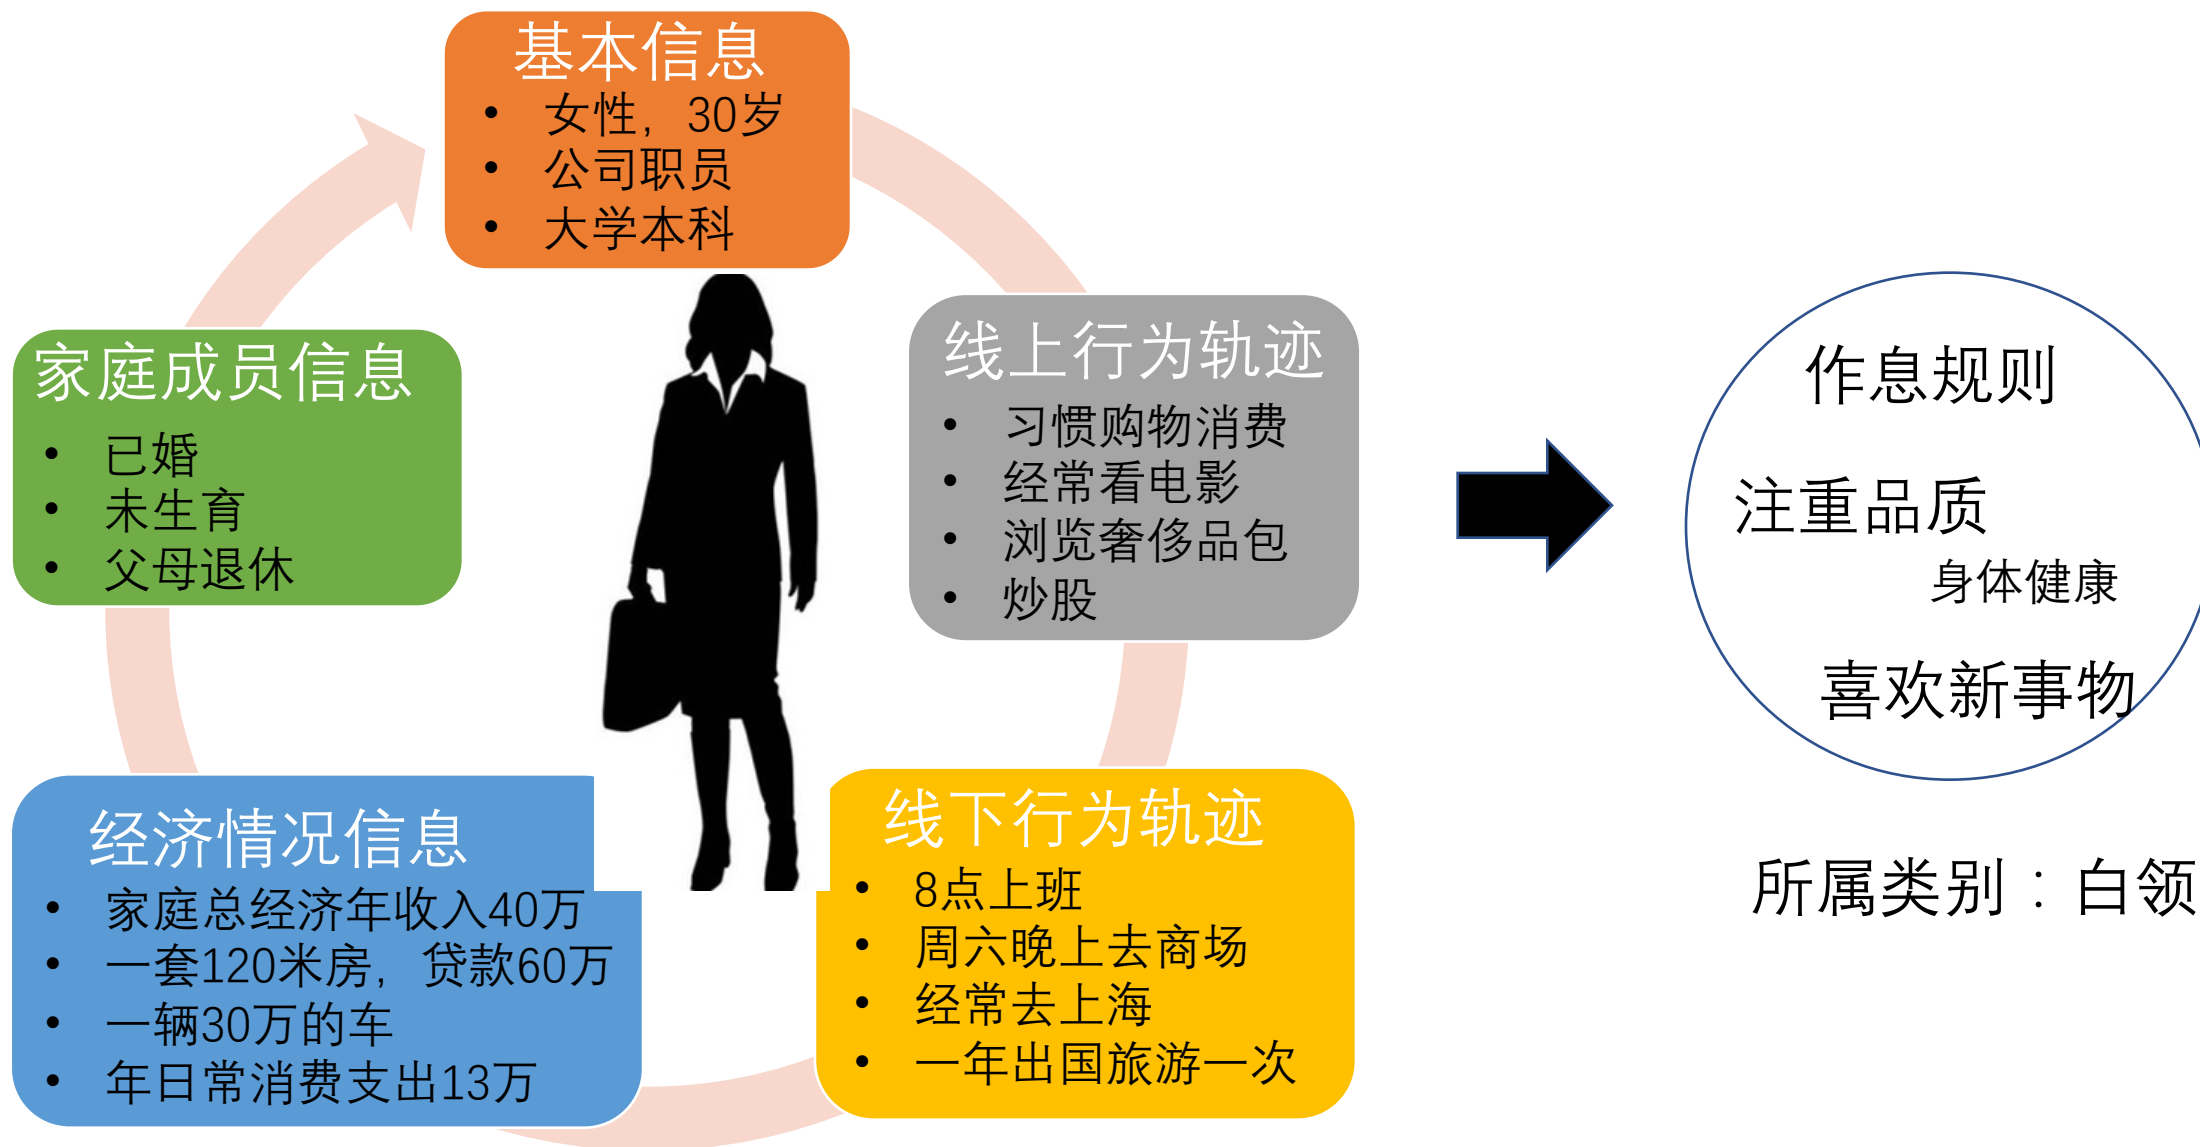 基本信息
• 女性，30岁
• 公司职员
• 大学本科
线上行为轨迹
• 习惯购物消费
• 经常看电影
• 浏览奢侈品包
• 炒股
线下行为轨迹
• 8点上班
• 周六晚上去商场
• 经常去上海
• 一年出国旅游一次
经济情况信息
• 家庭总经济年收入40万
• 一套120米房，贷款60万
• 一辆30万的车
• 年日常消费支出13万
家庭成员信息
• 已婚
• 未生育
• 父母退休
作息规则
注重品质
身体健康
喜欢新事物
所属类别：白领